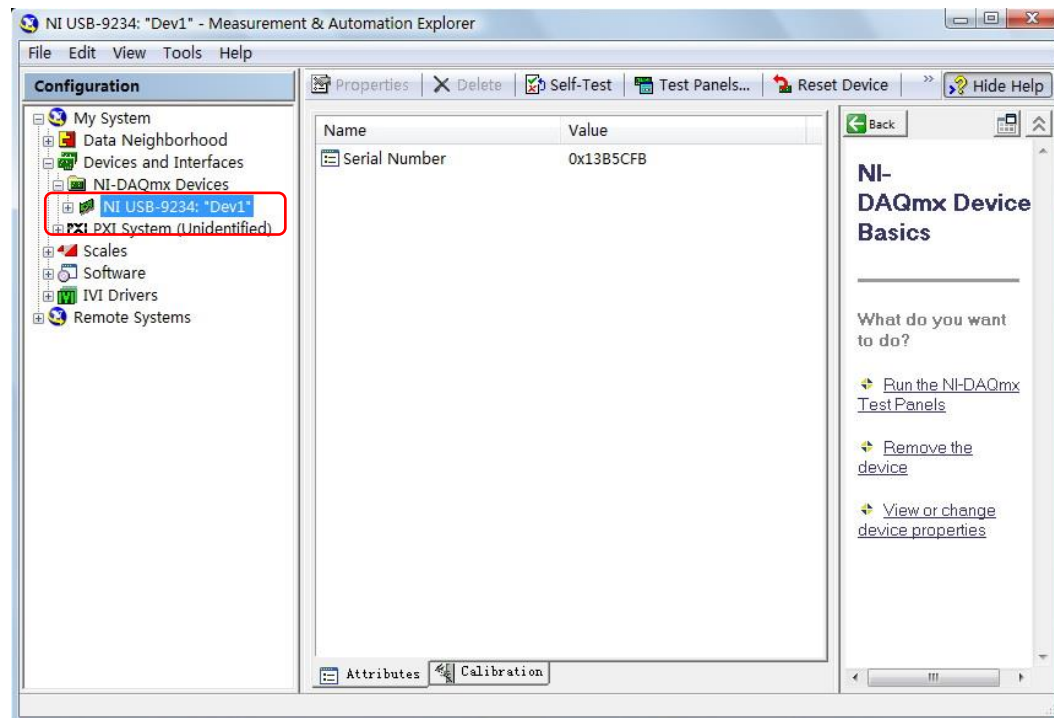 NI USB-9234: "Dev1" - Measurement & Automation Explorer
File Edit View Tools Help
Configuration
My System
Data Neighborhood
Devices and Interfaces
NI-DAQmx Devices
NI USB-9234: "Dev1"
PXI System (Unidentified)
Scales
Software
IVI Drivers
Remote Systems
Properties Delete Self-Test Test Panels... Reset Device » Hide Help
Name Value
Serial Number 0x13B5CFB
Attributes Calibration
Back
NI-
DAQmx Device
Basics
What do you want
to do?
Run the NI-DAQmx
Test Panels
Remove the
device
View or change
device properties